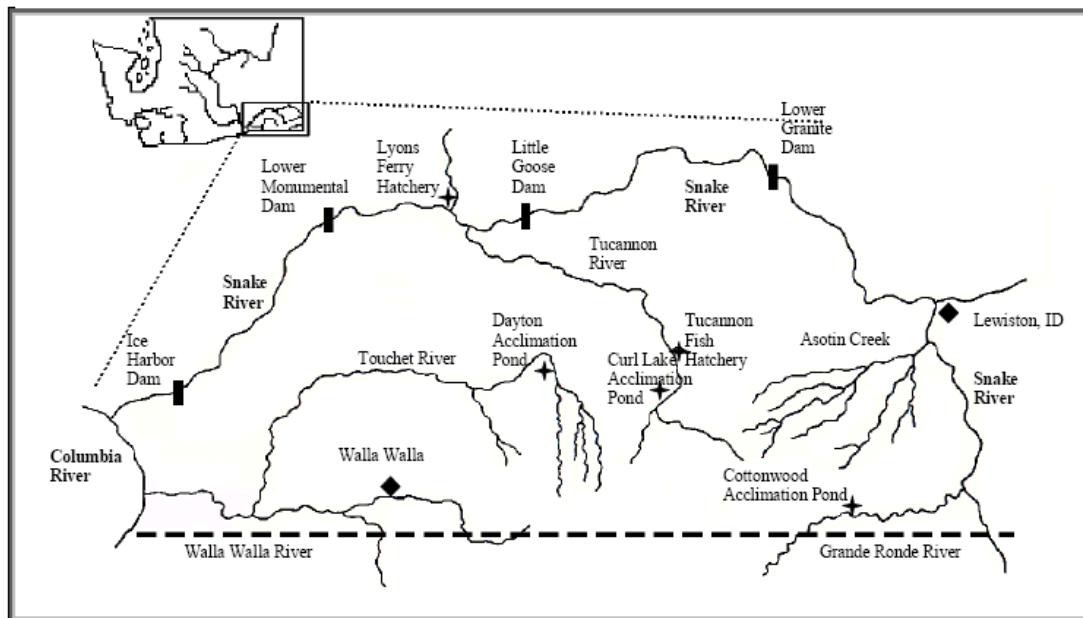 Lower
Granite
Dam
Lyons
Ferry
Hatchery
Little
Goose
Dam
Lower
Monumental
Dam
Snake
River
Tucannon
River
Snake
River
Ice
Harbor
Dam
Touchet River
Dayton
Acclimation
Pond
Tucannon
Fish
Hatchery
Curl Lake
Acclimation
Pond
Asotin Creek
Lewiston, ID
Snake
River
Columbia
River
Walla Walla
Cottonwood
Acclimation Pond
Walla Walla River
Grande Ronde River